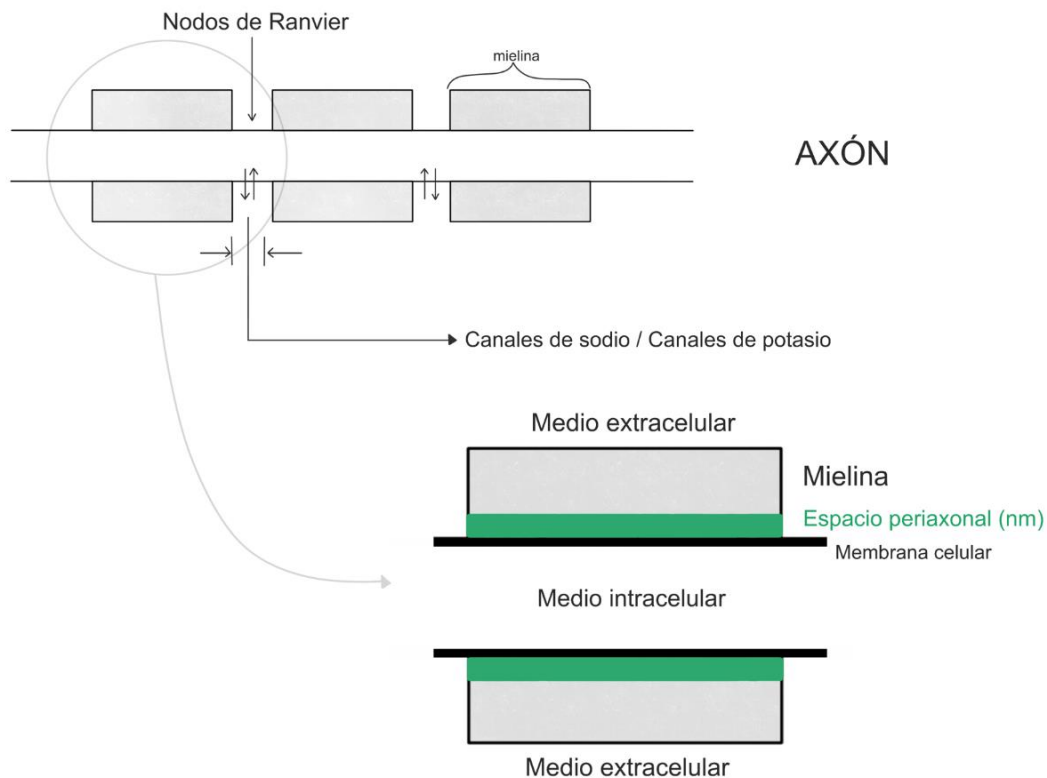 Nodos de Ranvier
mielina
AXÓN
Canales de sodio / Canales de potasio
Medio extracelular
Mielina
Espacio periaxonal (nm)
Membrana celular
Medio intracelular
Medio extracelular